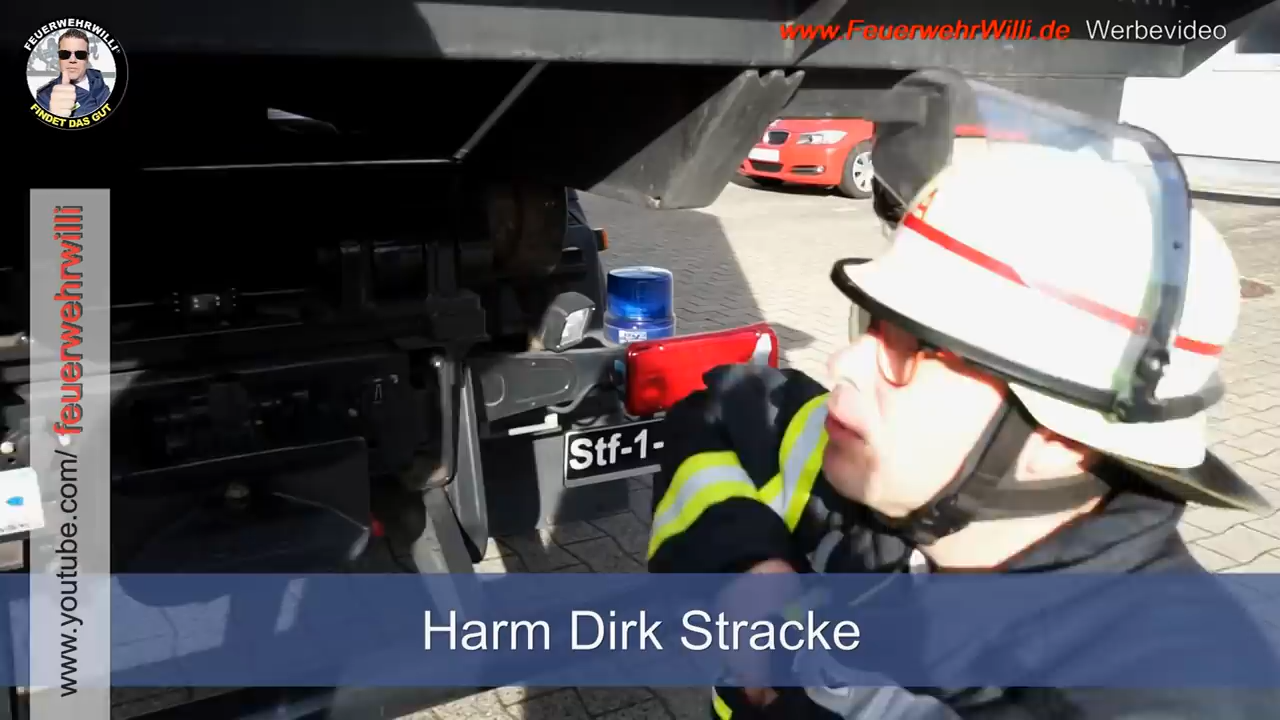 FEUERWEHRWILLI
FINDET DAS GUT
www.FeuerwehrWilli.de Werbevideo
www.youtube.com/ feuerwehrwilli
Stf-1-
Harm Dirk Stracke